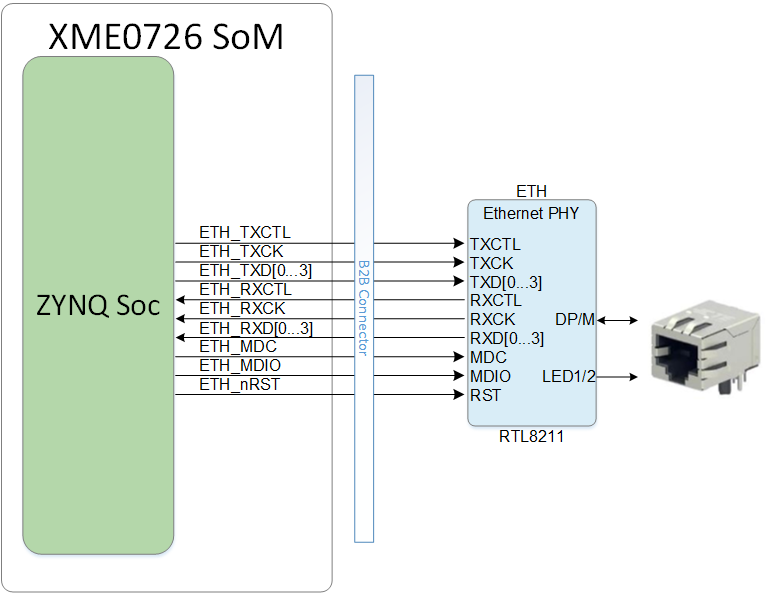 XME0726 SoM
ZYNQ Soc
ETH_TXCTL
ETH_TXCK
ETH_TXD[0...3]
ETH_RXCTL
ETH_RXCK
ETH_RXD[0...3]
ETH_MDC
ETH_MDIO
ETH_nRST
B2B Connector
ETH
Ethernet PHY
TXCTL
TXCK
TXD[0...3]
RXCTL
RXCK
DP/M
RXD[0...3]
MDC
MDIO
LED1/2
RST
RTL8211